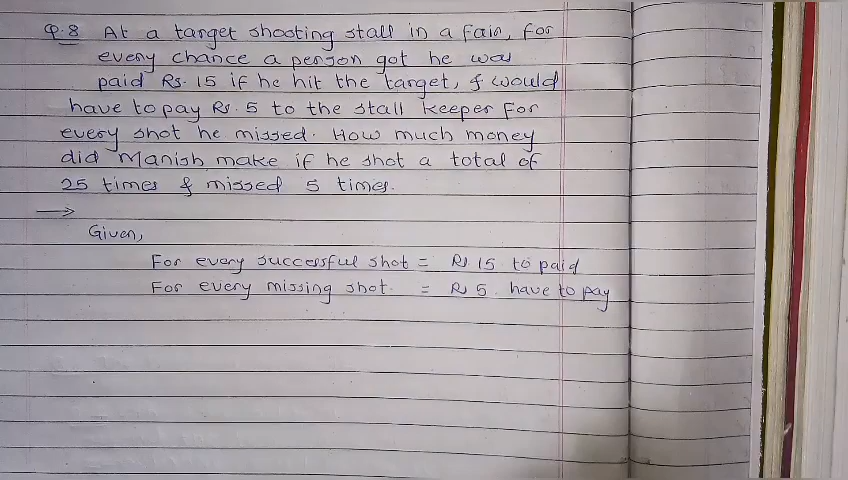 Q.8 At a target shooting stall in a fair, for
every chance a person got he was
paid Rs. 15 if he hit the target, & would
have to pay Rs. 5 to the stall keeper for
every shot he missed. How much money
did Manish make if he shot a total of
25 times & missed 5 times.
→
Given,
For every successful shot = Rs 15 to paid
For every missing shot. = Rs 5. have to pay